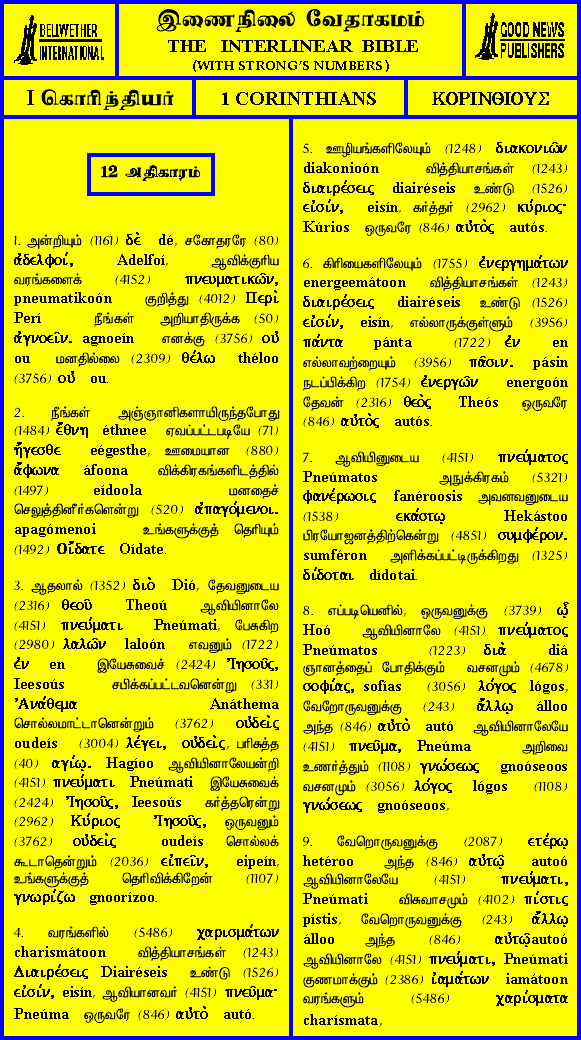 BELLWETHER
INTERNATIONAL
இணைநிலை வேதாகமம்
THE INTERLINEAR BIBLE
(WITH STRONG'S NUMBERS)
GOOD NEWS
PUBLISHERS
I கொரிந்தியர்
1 CORINTHIANS
ΚΟΡΙΝΘΙΟΥΣ
12 அதிகாரம்
1. அன்றியும் (1161) δὲ dé, சகோதரரே (80)
ἀδελφοί, Adelfoí, ஆவிக்குரிய
வரங்களைக் (4152) πνευματικῶν,
pneumatikoón குறித்து (4012) Περὶ
Perí நீங்கள் அறியாதிருக்க (50)
ἀγνοεῖν. agnoeín எனக்கு (3756) οὐ
ou மனதில்லை (2309) θέλω théloo
(3756) οὐ ou.
2. நீங்கள் அஞ்ஞானிகளாயிருந்தபோது
(1484) ἔθνη éthnee ஏவப்பட்டபடியே (71)
ἤγεσθε eégesthe, ஊமையான (880)
ἄφωνα áfoona விக்கிரகங்களிடத்தில்
(1497) eídoola மனதைச்
செலுத்தினீர்களென்று (520) ἀπαγόμενοι.
apagómenoi உங்களுக்குத் தெரியும்
(1492) Οἴδατε Oídate.
3. ஆதலால் (1352) διὸ Dió, தேவனுடைய
(2316) θεοῦ Theoú ஆவியினாலே
(4151) πνεύματι Pneúmati, பேசுகிற
(2980) λαλῶν laloón எவனும் (1722)
ἐν en இயேசுவைச் (2424) Ἰησοῦς,
Ieesoús சபிக்கப்பட்டவனென்று (331)
Ἀνάθεμα Anáthema
சொல்லமாட்டானென்றும் (3762) οὐδεὶς
oudeís (3004) λέγει, οὐδεὶς, பரிசுத்த
(40) ἁγίῳ. Hagíoo ஆவியினாலேயன்றி
(4151) πνεύματι Pneúmati இயேசுவைக்
(2424) Ἰησοῦς, Ieesoús கர்த்தரென்று
(2962) Κύριος Ἰησοῦς, ஒருவனும்
(3762) οὐδεὶς oudeís சொல்லக்
கூடாதென்றும் (2036) εἰπεῖν, eipeín,
உங்களுக்குத் தெரிவிக்கிறேன் (1107)
γνωρίζω gnoorízoo.
4. வரங்களில் (5486) χαρισμάτων
charismátoon வித்தியாசங்கள் (1243)
Διαιρέσεις Diairéseis உண்டு (1526)
εἰσίν, eisín, ஆவியானவர் (4151) πνεῦμα·
Pneúma ஒருவரே (846) αὐτὸ autó.
5. ஊழியங்களிலேயும் (1248) διακονιῶν
diakonioón வித்தியாசங்கள் (1243)
διαιρέσεις diairéseis உண்டு (1526)
εἰσίν, eisín, கர்த்தர் (2962) κύριος·
Kúrios ஒருவரே (846) αὐτὸς autós.
6. கிரியைகளிலேயும் (1755) ἐνεργημάτων
energeemátoon வித்தியாசங்கள் (1243)
διαιρέσεις diairéseis உண்டு (1526)
εἰσίν, eisín, எல்லாருக்குள்ளும் (3956)
πάντα pánta (1722) ἐν en
எல்லாவற்றையும் (3956) πᾶσιν. pásin
நடப்பிக்கிற (1754) ἐνεργῶν energoón
தேவன் (2316) θεὸς Theós ஒருவரே
(846) αὐτὸς autós.
7. ஆவியினுடைய (4151) πνεύματος
Pneúmatos அநுக்கிரகம் (5321)
φανέρωσις fanéroosis அவனவனுடைய
(1538) εκάστῳ Hekástoo
பிரயோஜனத்திற்கென்று (4851) συμφέρον.
sumféron அளிக்கப்பட்டிருக்கிறது (1325)
δίδοται dídotai.
8. எப்படியெனில், ஒருவனுக்கு (3739) ᾧ
Hoó ஆவியினாலே (4151) πνεύματος
Pneúmatos (1223) διὰ diá
ஞானத்தைப் போதிக்கும் வசனமும் (4678)
σοφίας, sofías (3056) λόγος lógos,
வேறொருவனுக்கு (243) ἄλλῳ álloo
அந்த (846) αὐτὸ autó ஆவியினாலேயே
(4151) πνεῦμα, Pneúma அறிவை
உணர்த்தும் (1108) γνώσεως gnoóseoos
வசனமும் (3056) λόγος lógos (1108)
γνώσεως gnoóseoos,
9. வேறொருவனுக்கு (2087) ετέρῳ
hetéroo அந்த (846) αὐτῷ autoó
ஆவியினாலேயே (4151) πνεύματι,
Pneúmati விசுவாசமும் (4102) πίστις
pístis, வேறொருவனுக்கு (243) ἄλλῳ
álloo அந்த (846) αὐτῷautoó
ஆவியினாலே (4151) πνεύματι, Pneúmati
குணமாக்கும் (2386) ἰαμάτων iamátoon
வரங்களும் (5486) χαρίσματα
charísmata,